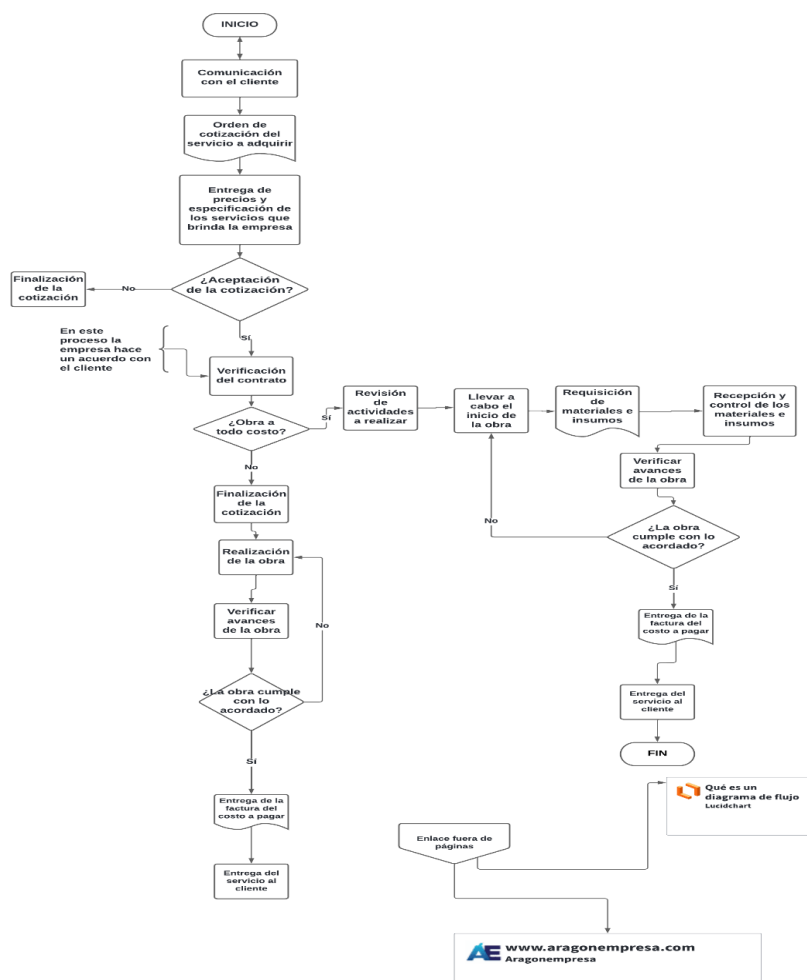 INICIO
Comunicación
con el cliente
Orden de
cotización del
servicio a adquirir
Entrega de
precios y
especificación de
los servicios que
brinda la empresa
¿Aceptación
de la cotización?
No
Finalización
de la
cotización
Sí
En este
proceso la
empresa hace
un acuerdo con
el cliente
Verificación
del contrato
¿Obra a
todo costo?
Sí
Revisión
de
actividades
a realizar
Llevar a
cabo el
inicio de
la obra
Requisición
de
materiales e
insumos
Recepción y
control de los
materiales e
insumos
Verificar
avances
de la obra
¿La obra
cumple con lo
acordado?
No
Sí
Entrega de la
factura del
costo a pagar
Entrega del
servicio al
cliente
FIN
No
Finalización
de la
cotización
Realización
de la obra
Verificar
avances
de la obra
No
¿La obra cumple
con lo
acordado?
Sí
Entrega de la
factura del
costo a pagar
Entrega del
servicio al
cliente
Enlace fuera de
páginas
Qué es un
diagrama de flujo
Lucidchart
AE www.aragonempresa.com
Aragonempresa